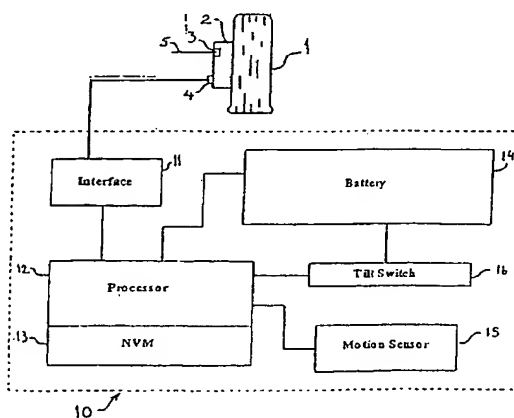 2
3
5
1
4
11
Interface
14
Battery
12
Processor
Tilt Switch
16
13
NVM
Motion Sensor
15
10